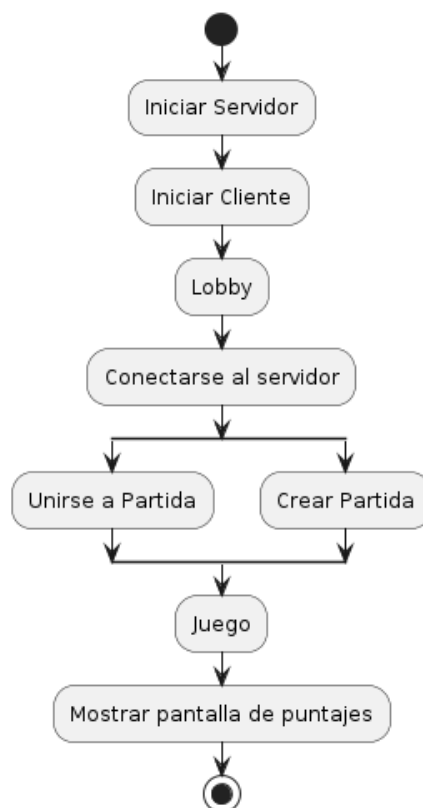 Iniciar Servidor
Iniciar Cliente
Lobby
Conectarse al servidor
Unirse a Partida
Crear Partida
Juego
Mostrar pantalla de puntajes